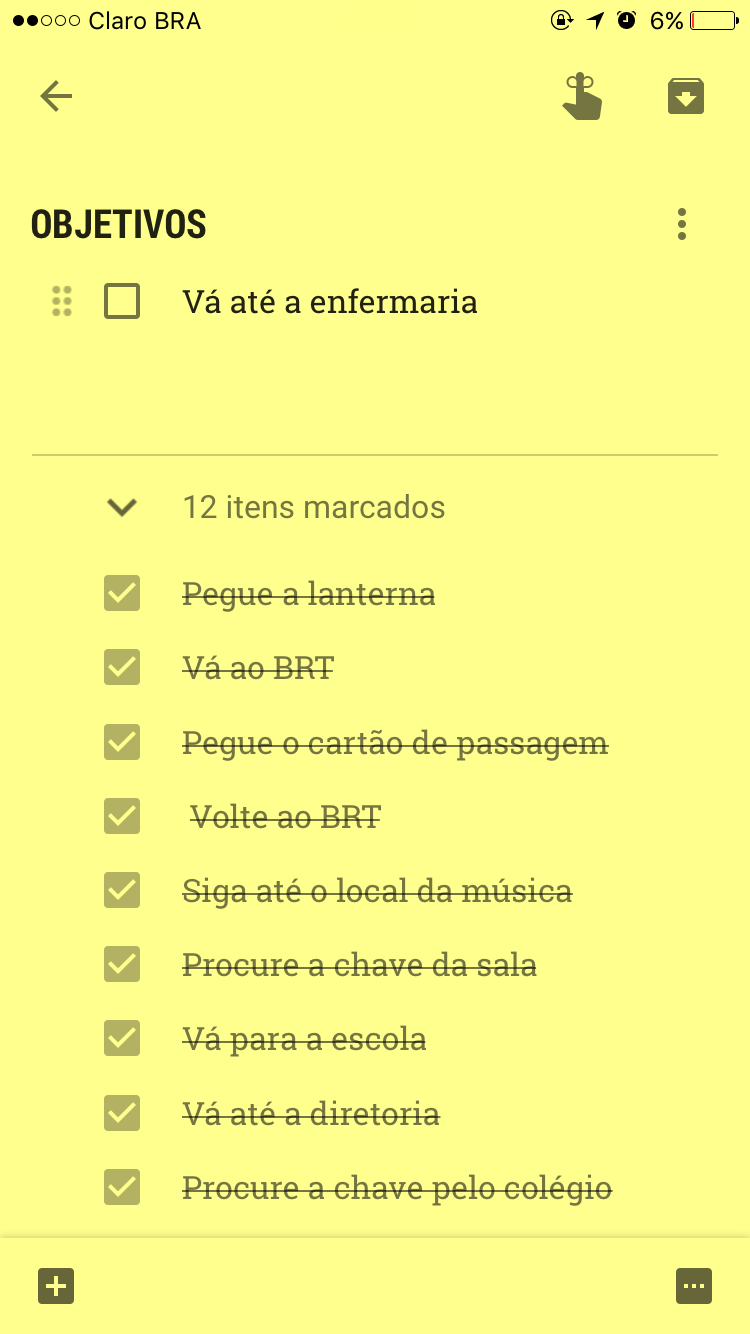 Claro BRA 6%
OBJETIVOS
Vá até a enfermaria
12 itens marcados
Pegue a lanterna
Vá ao BRT
Pegue o cartão de passagem
Volte ao BRT
Siga até o local da música
Procure a chave da sala
Vá para a escola
Vá até a diretoria
Procure a chave pelo colégio